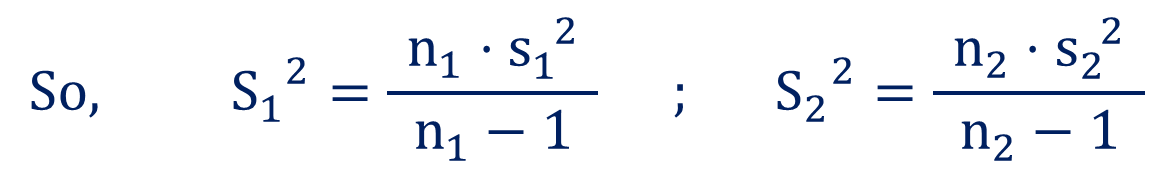 So, S₁² = (n₁ · s₁²)/(n₁ − 1) ; S₂² = (n₂ · s₂²)/(n₂ − 1)